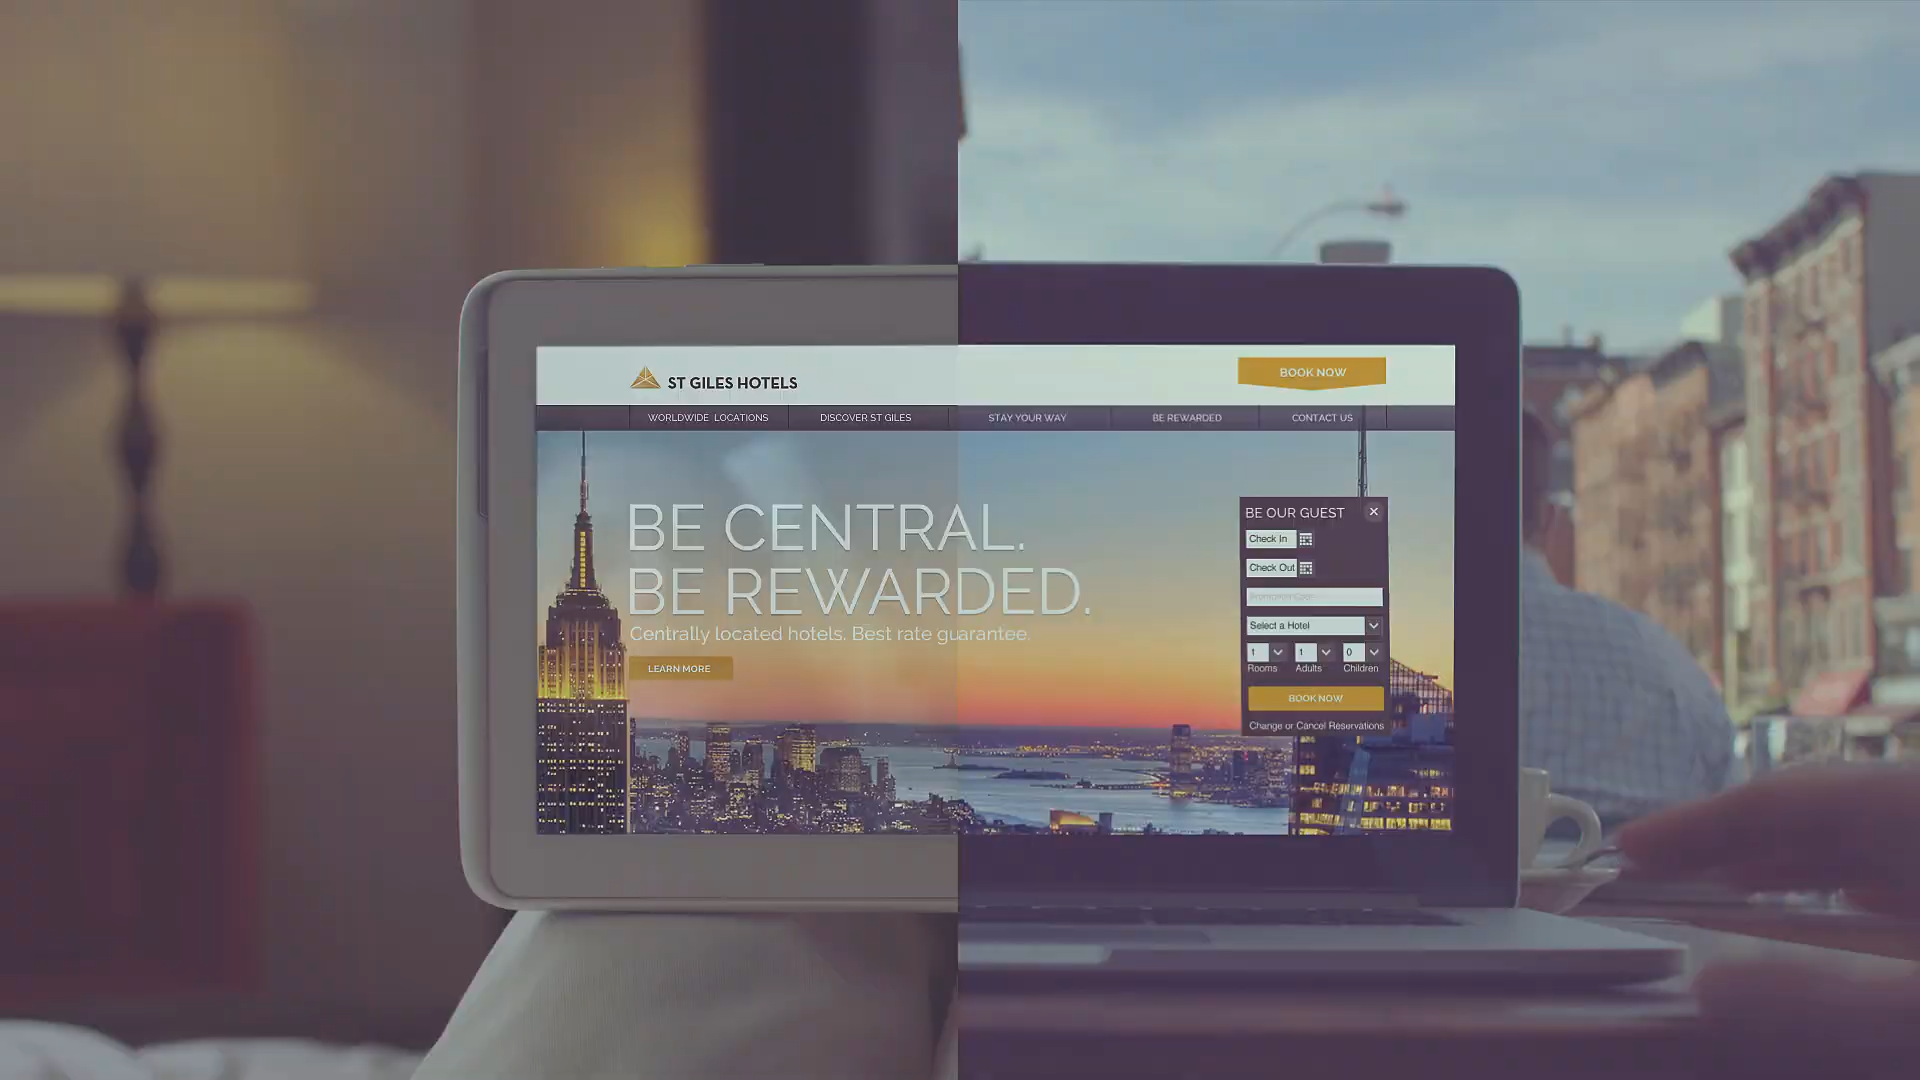 ST GILES HOTELS
BOOK NOW
WORLDWIDE LOCATIONS
DISCOVER ST GILES
STAY YOUR WAY
BE REWARDED
CONTACT US
BE CENTRAL.
BE REWARDED.
Centrally located hotels. Best rate guarantee.
LEARN MORE
BE OUR GUEST
Check In
Check Out
Promotion Code
Select a Hotel
1 1 0
Rooms Adults Children
BOOK NOW
Change or Cancel Reservations